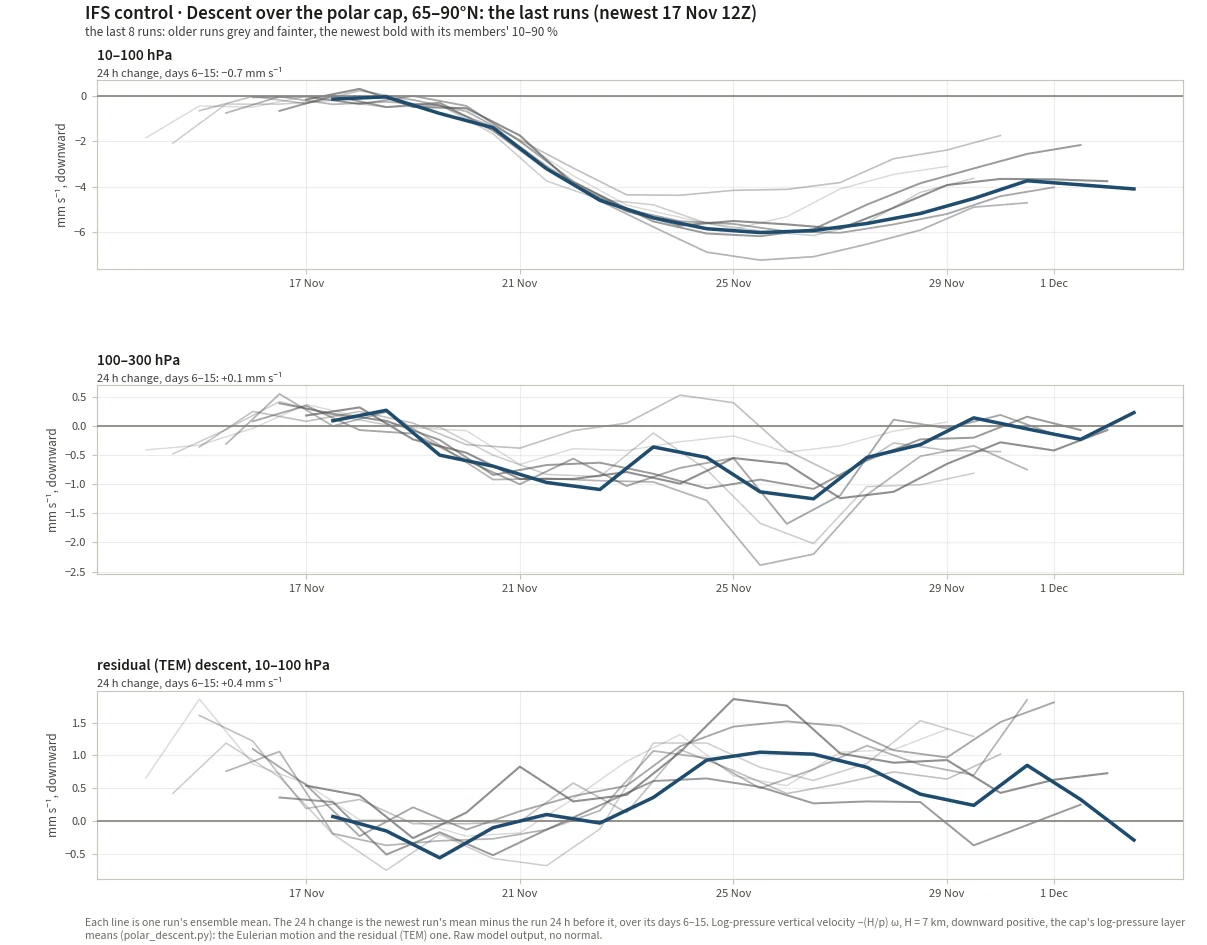 IFS control · Descent over the polar cap, 65–90°N: the last runs (newest 17 Nov 12Z)
the last 8 runs: older runs grey and fainter, the newest bold with its members' 10–90 %
10–100 hPa
24 h change, days 6–15: −0.7 mm s⁻¹
mm s⁻¹, downward
0
−2
−4
−6
17 Nov
21 Nov
25 Nov
29 Nov
1 Dec
100–300 hPa
24 h change, days 6–15: +0.1 mm s⁻¹
mm s⁻¹, downward
0.5
0.0
−0.5
−1.0
−1.5
−2.0
−2.5
17 Nov
21 Nov
25 Nov
29 Nov
1 Dec
residual (TEM) descent, 10–100 hPa
24 h change, days 6–15: +0.4 mm s⁻¹
mm s⁻¹, downward
1.5
1.0
0.5
0.0
−0.5
17 Nov
21 Nov
25 Nov
29 Nov
1 Dec
Each line is one run's ensemble mean. The 24 h change is the newest run's mean minus the run 24 h before it, over its days 6–15. Log-pressure vertical velocity −(H/p) ω, H = 7 km, downward positive, the cap's log-pressure layer
means (polar_descent.py): the Eulerian motion and the residual (TEM) one. Raw model output, no normal.